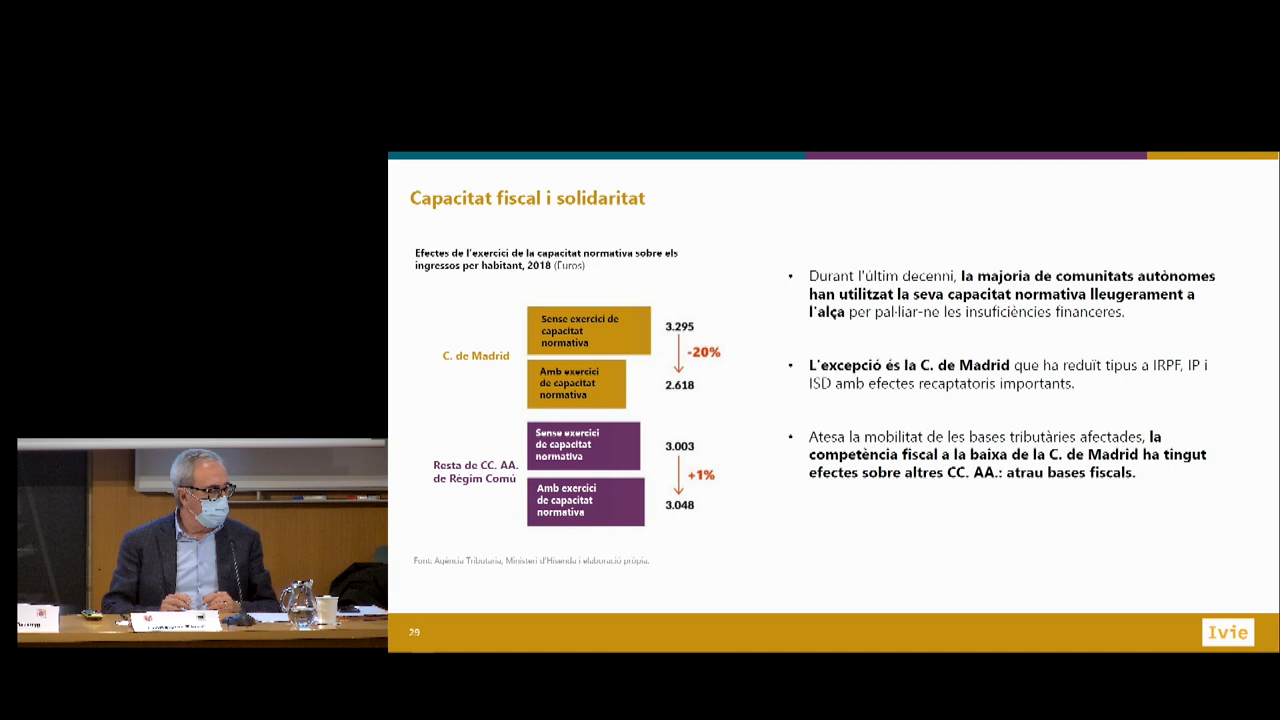 Capacitat fiscal i solidaritat
Efectes de l'exercici de la capacitat normativa sobre els
ingressos per habitant, 2018 (Euros)
C. de Madrid
Sense exercici de
capacitat
normativa
3.295
-20%
Amb exercici
de capacitat
normativa
2.618
Resta de CC. AA.
de Règim Comú
Sense exercici
de capacitat
normativa
3.003
+1%
Amb exercici
de capacitat
normativa
3.048
Font: Agència Tributaria, Ministeri d'Hisenda i elaboració pròpia.
• Durant l'últim decenni, la majoria de comunitats autònomes
han utilitzat la seva capacitat normativa lleugerament a
l'alça per pal·liar-ne les insuficiències financeres.
• L'excepció és la C. de Madrid que ha reduït tipus a IRPF, IP i
ISD amb efectes recaptatoris importants.
• Atesa la mobilitat de les bases tributàries afectades, la
competència fiscal a la baixa de la C. de Madrid ha tingut
efectes sobre altres CC. AA.: atrau bases fiscals.
29
Ivie